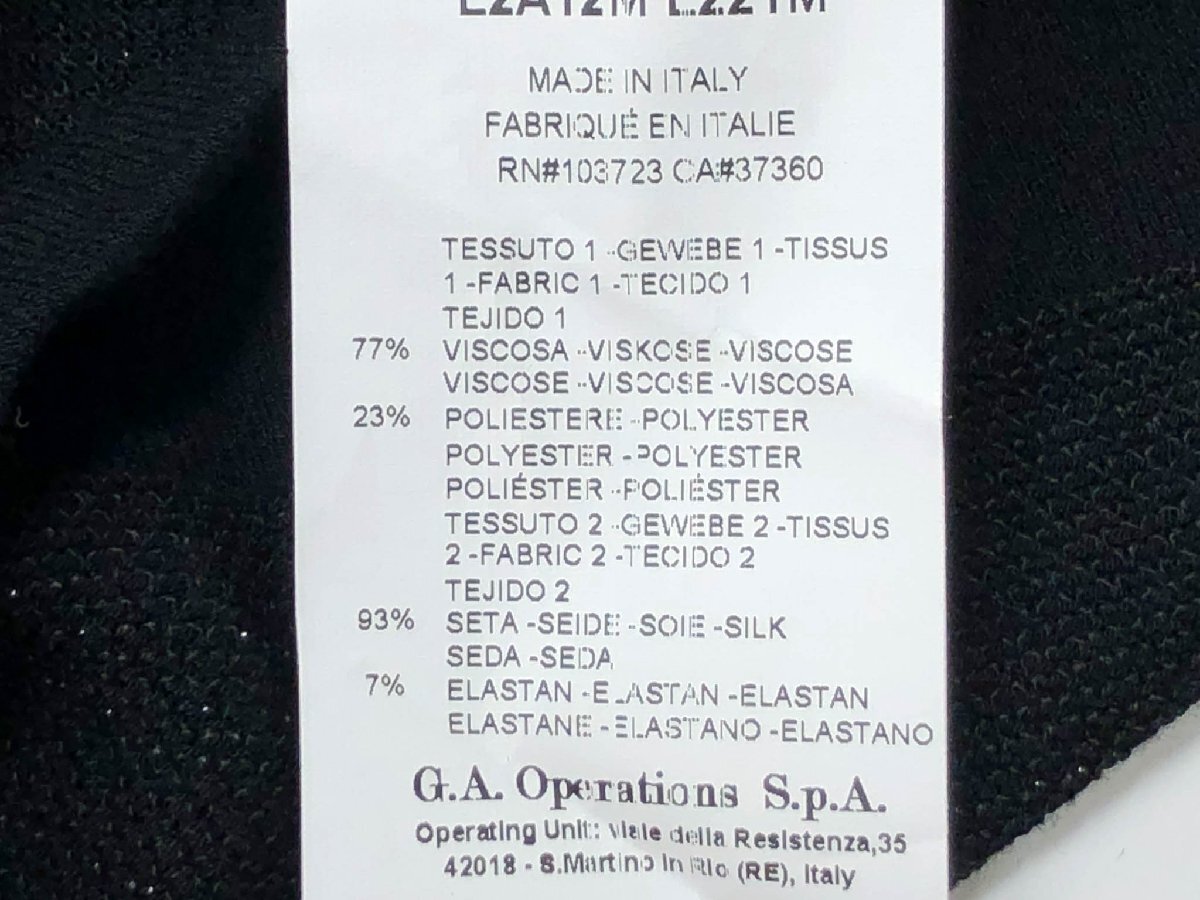 MADE IN ITALY
FABRIQUÉ EN ITALIE
RN#103723 CA#37360
TESSUTO 1 -GEWEBE 1 -TISSUS
1 -FABRIC 1 -TECIDO 1
TEJIDO 1
77% VISCOSA -VISKOSE -VISCOSE
VISCOSE -VISCOSE -VISCOSA
23% POLIESTERE -POLYESTER
POLYESTER -POLYESTER
POLIÉSTER -POLIÉSTER
TESSUTO 2 -GEWEBE 2 -TISSUS
2 -FABRIC 2 -TECIDO 2
TEJIDO 2
93% SETA -SEIDE -SOIE -SILK
SEDA -SEDA
7% ELASTAN -ELASTAN -ELASTAN
ELASTANE -ELASTANO -ELASTANO
G.A. Operations S.p.A.
Operating Unit: viale della Resistenza,35
42018 - S.Martino in Rio (RE), Italy